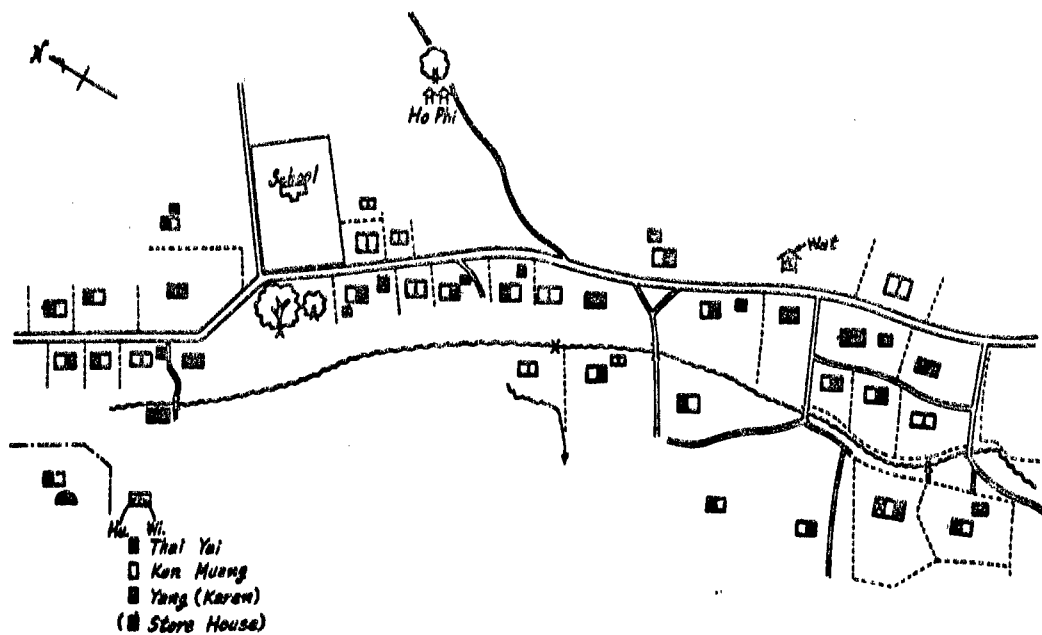 N
Ho Phi
School
Wat
Hu. Wi.
Thai Yai
Kon Muang
Yang (Karen)
(Store House)